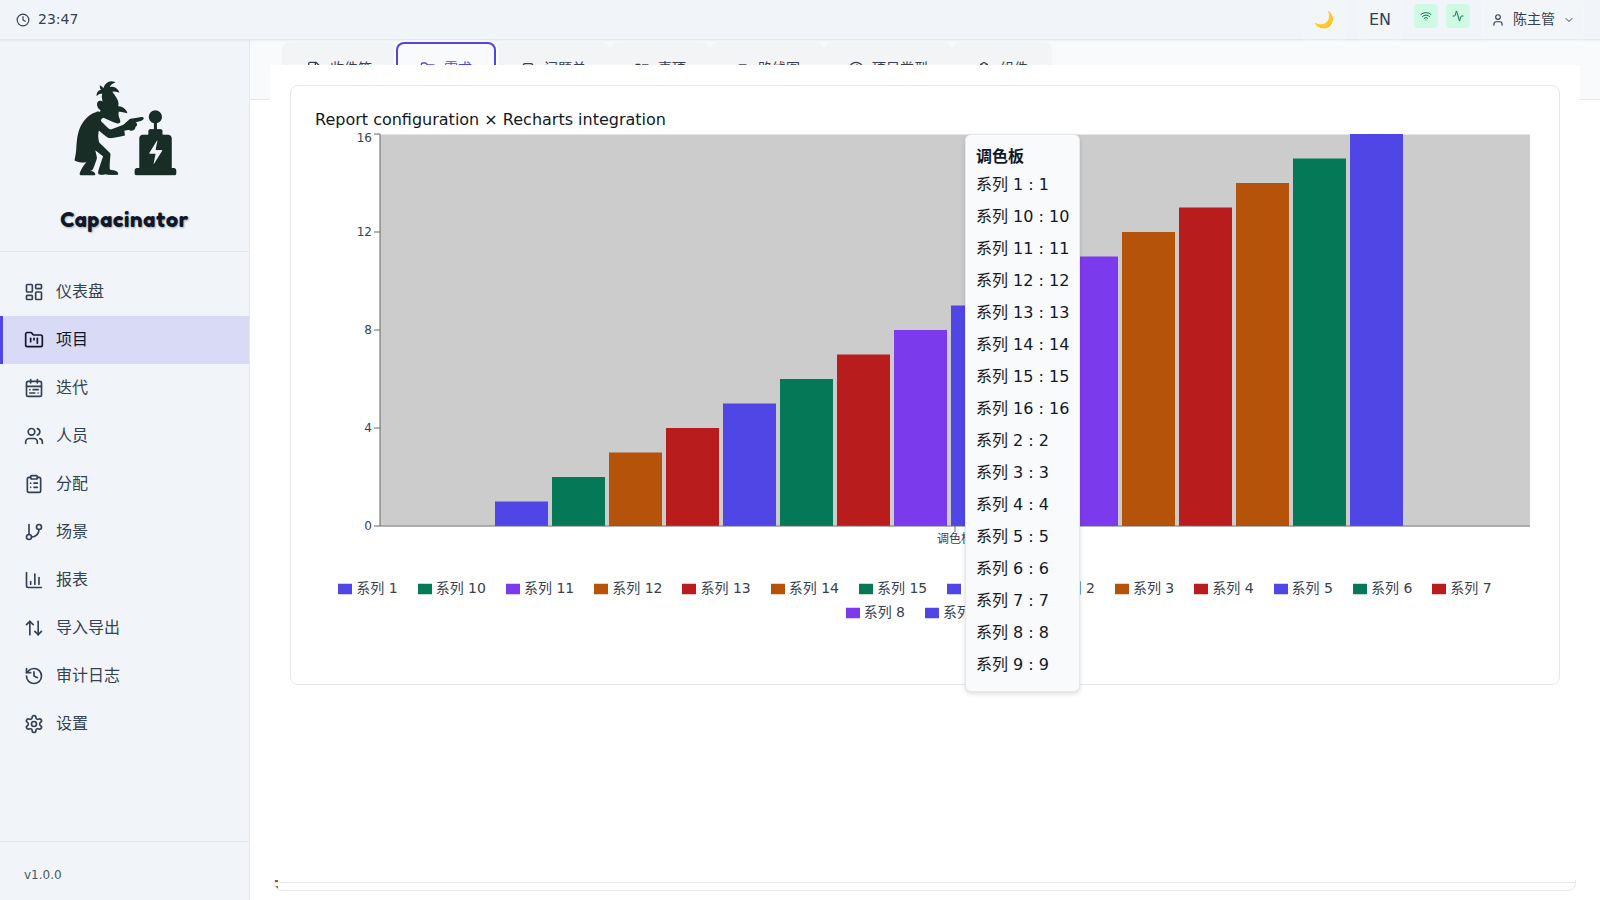 23:47
EN
陈主管
Capacinator
仪表盘
项目
迭代
人员
分配
场景
报表
导入导出
审计日志
设置
v1.0.0
Report configuration × Recharts integration
16
12
8
4
0
调色板
系列 1 : 1
系列 10 : 10
系列 11 : 11
系列 12 : 12
系列 13 : 13
系列 14 : 14
系列 15 : 15
系列 16 : 16
系列 2 : 2
系列 3 : 3
系列 4 : 4
系列 5 : 5
系列 6 : 6
系列 7 : 7
系列 8 : 8
系列 9 : 9
系列 1 系列 10 系列 11 系列 12 系列 13 系列 14 系列 15 2 系列 3 系列 4 系列 5 系列 6 系列 7
系列 8 系列